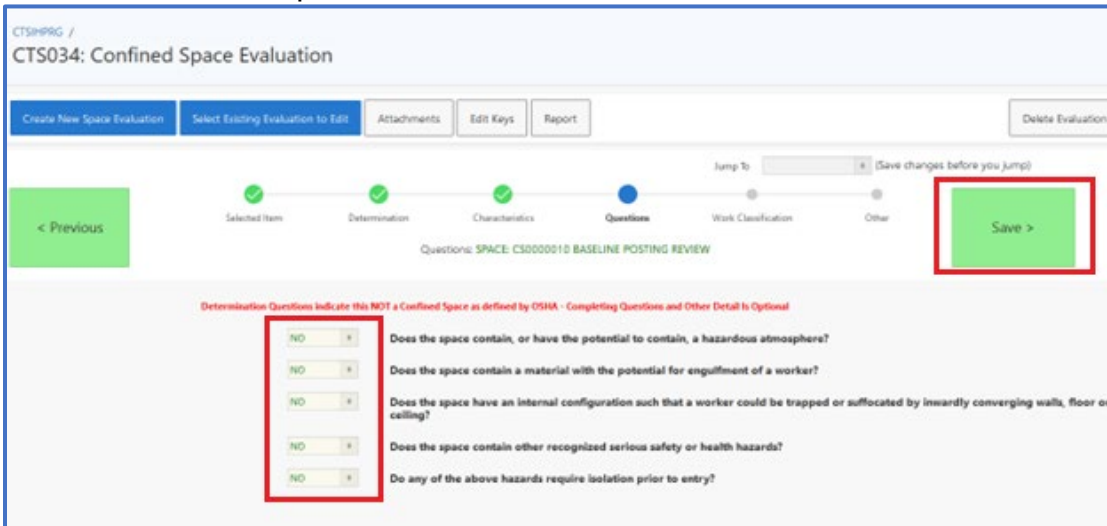 CTSIHPRG /
CTS034: Confined Space Evaluation
Create New Space Evaluation
Select Existing Evaluation to Edit
Attachments
Edit Keys
Report
Delete Evaluation
Jump To
(Save changes before you jump)
< Previous
Selected Item
Determination
Characteristics
Questions
Work Classification
Other
Save >
Questions: SPACE: CS0000010 BASELINE POSTING REVIEW
Determination Questions indicate this NOT a Confined Space as defined by OSHA - Completing Questions and Other Detail Is Optional
NO Does the space contain, or have the potential to contain, a hazardous atmosphere?
NO Does the space contain a material with the potential for engulfment of a worker?
NO Does the space have an internal configuration such that a worker could be trapped or suffocated by inwardly converging walls, floor or
ceiling?
NO Does the space contain other recognized serious safety or health hazards?
NO Do any of the above hazards require isolation prior to entry?